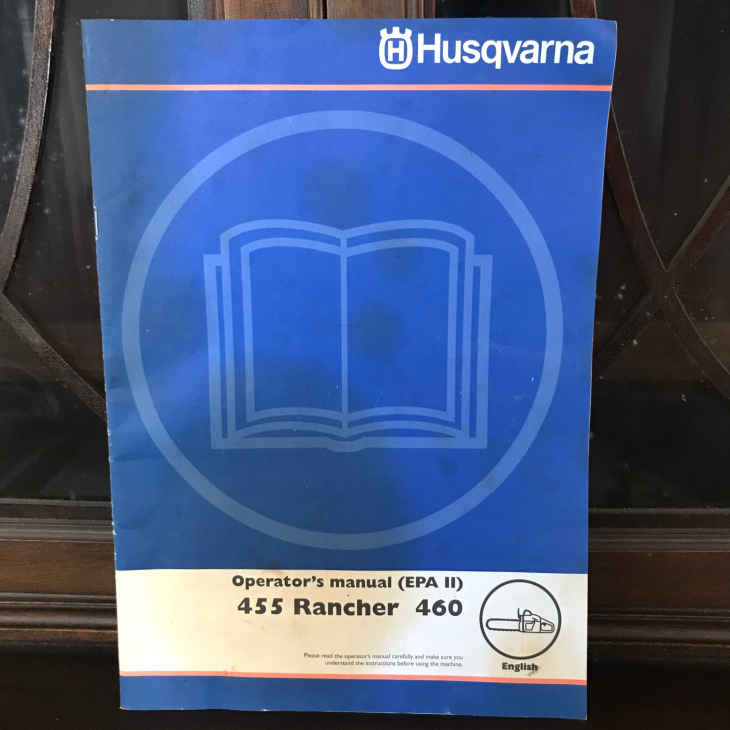 Husqvarna
Operator's manual (EPA II)
455 Rancher 460
Please read the operator's manual carefully and make sure you
understand the instructions before using the machine.
English